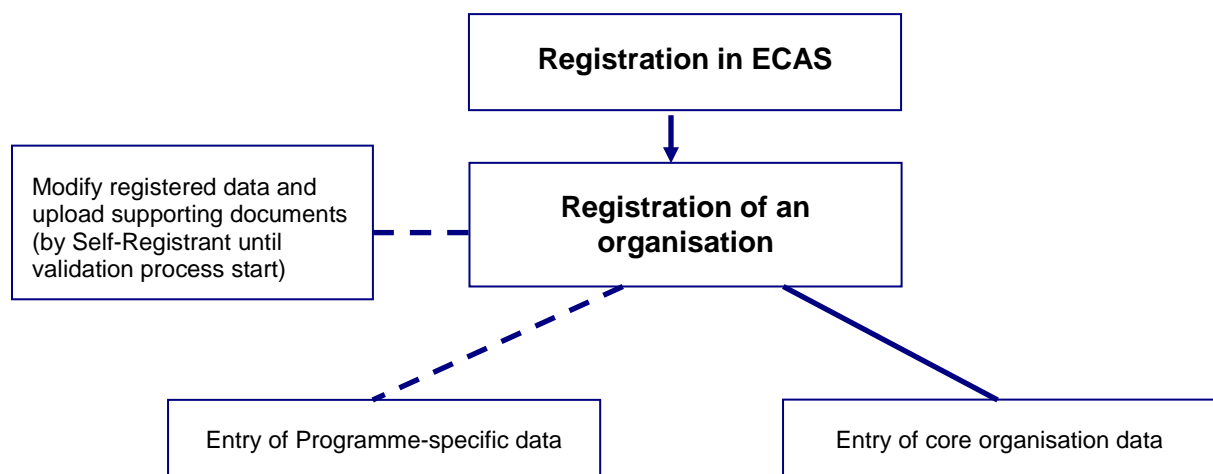 Registration in ECAS
Modify registered data and
upload supporting documents
(by Self-Registrant until
validation process start)
Registration of an
organisation
Entry of Programme-specific data
Entry of core organisation data